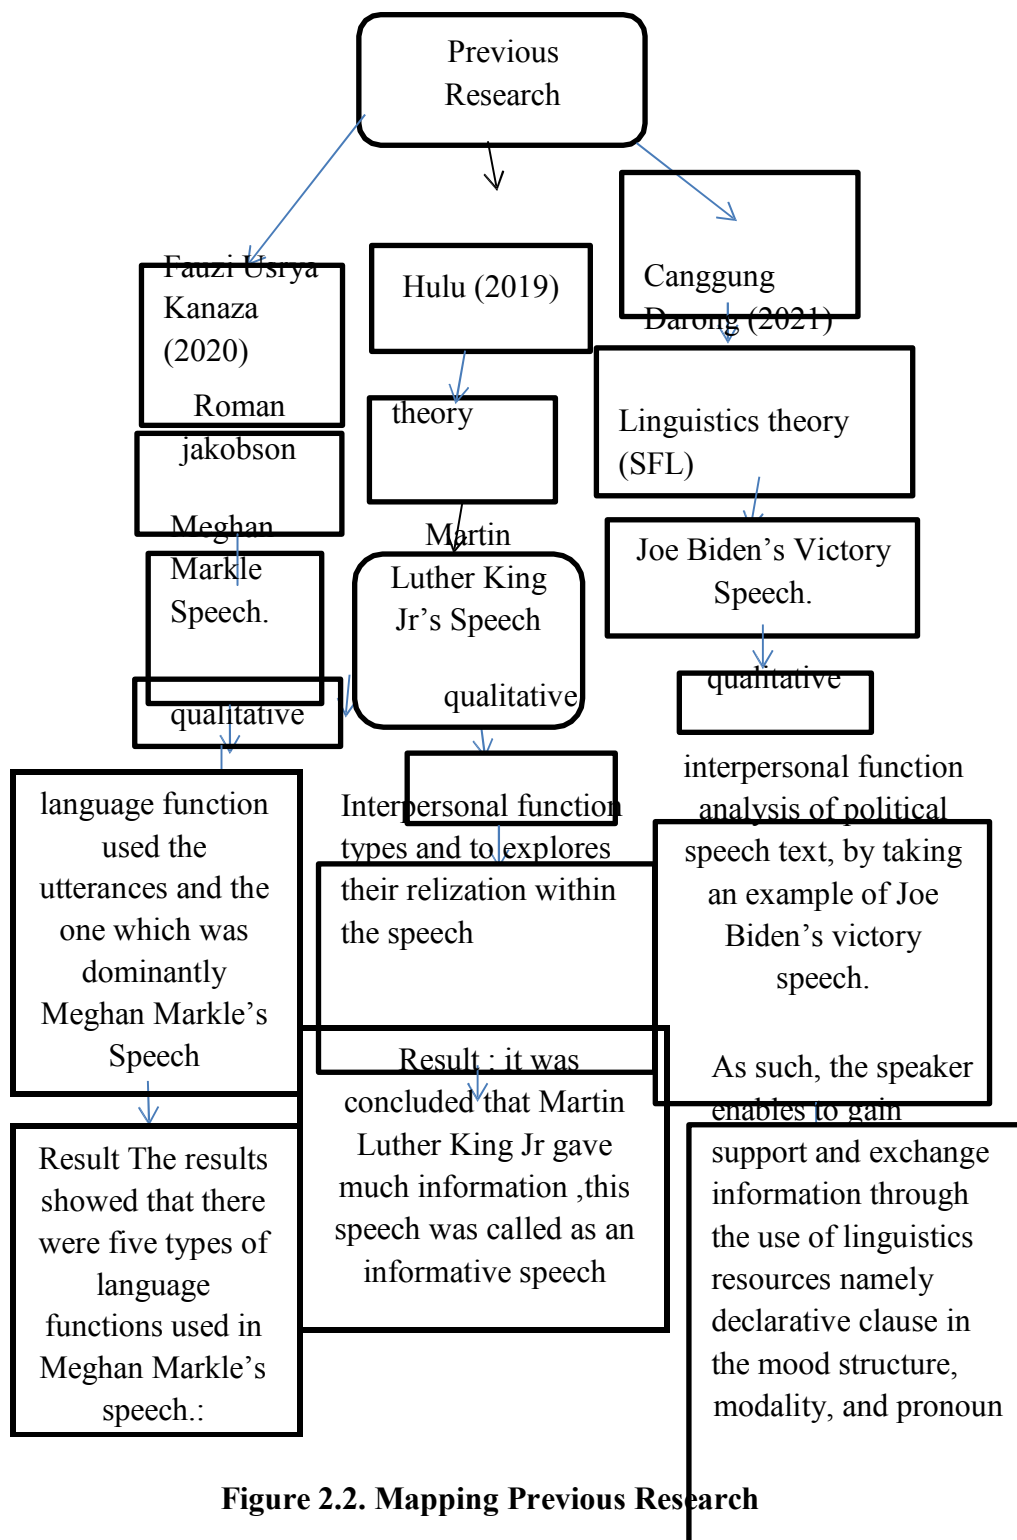 Previous
Research
Fauzi Usrya
Kanaza
(2020)
Roman
jakobson
Meghan
Markle
Speech.
qualitative
language function
used the
utterances and the
one which was
dominantly
Meghan Markle’s
Speech
Result The results
showed that there
were five types of
language
functions used in
Meghan Markle’s
speech.:
Hulu (2019)
theory
Martin
Luther King
Jr’s Speech
qualitative
Interpersonal function
types and to explores
their relization within
the speech
Result : it was
concluded that Martin
Luther King Jr gave
much information ,this
speech was called as an
informative speech
Canggung
Darong (2021)
Linguistics theory
(SFL)
Joe Biden’s Victory
Speech.
qualitative
interpersonal function
analysis of political
speech text, by taking
an example of Joe
Biden’s victory
speech.
As such, the speaker
enables to gain
support and exchange
information through
the use of linguistics
resources namely
declarative clause in
the mood structure,
modality, and pronoun
Figure 2.2. Mapping Previous Research